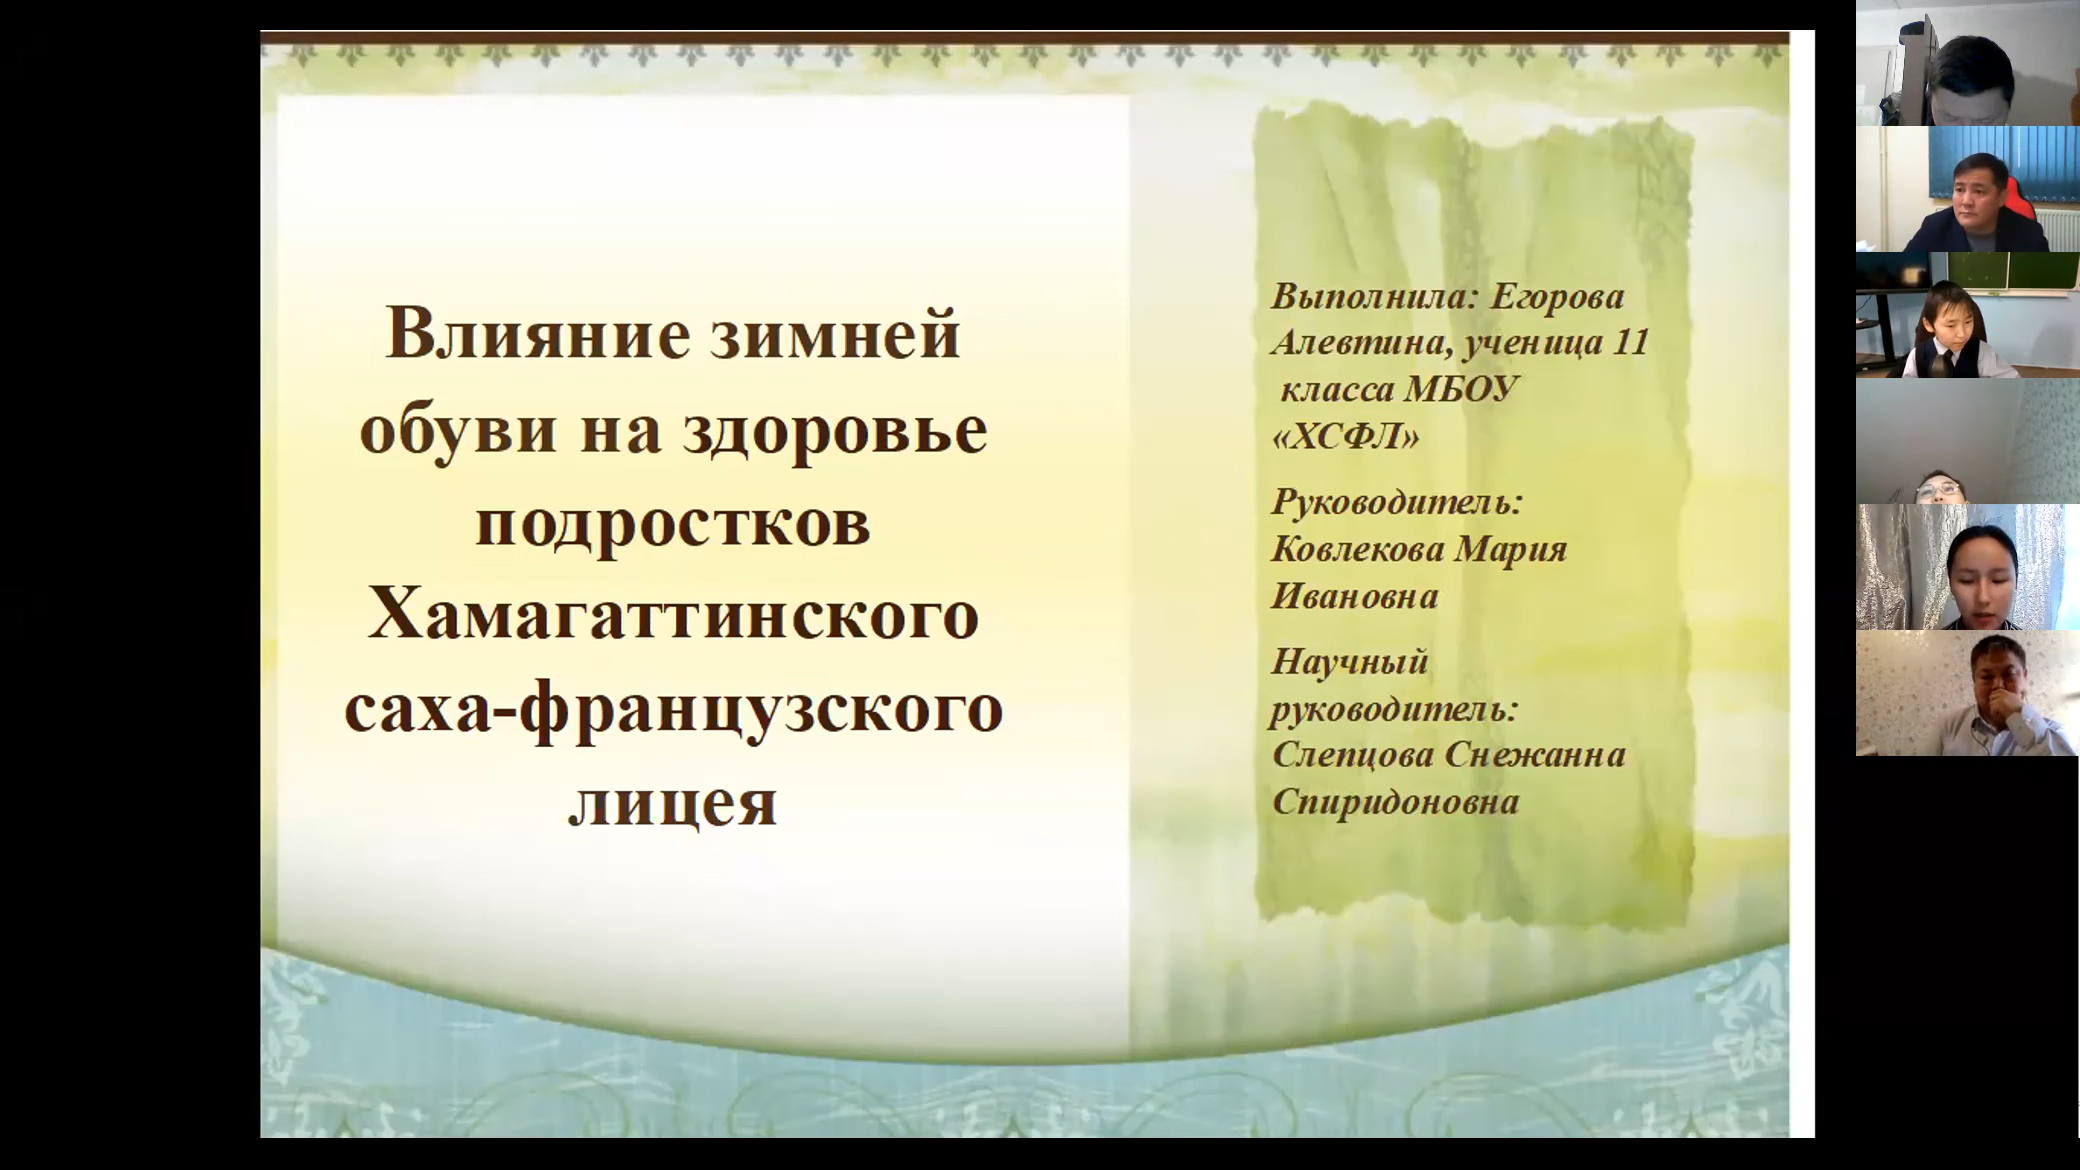 Влияние зимней
обуви на здоровье
подростков
Хамагаттинского
саха-французского
лицея
Выполнила: Егорова
Алевтина, ученица 11
класса МБОУ
«ХСФЛ»
Руководитель:
Ковлекова Мария
Ивановна
Научный
руководитель:
Слепцова Снежанна
Спиридоновна